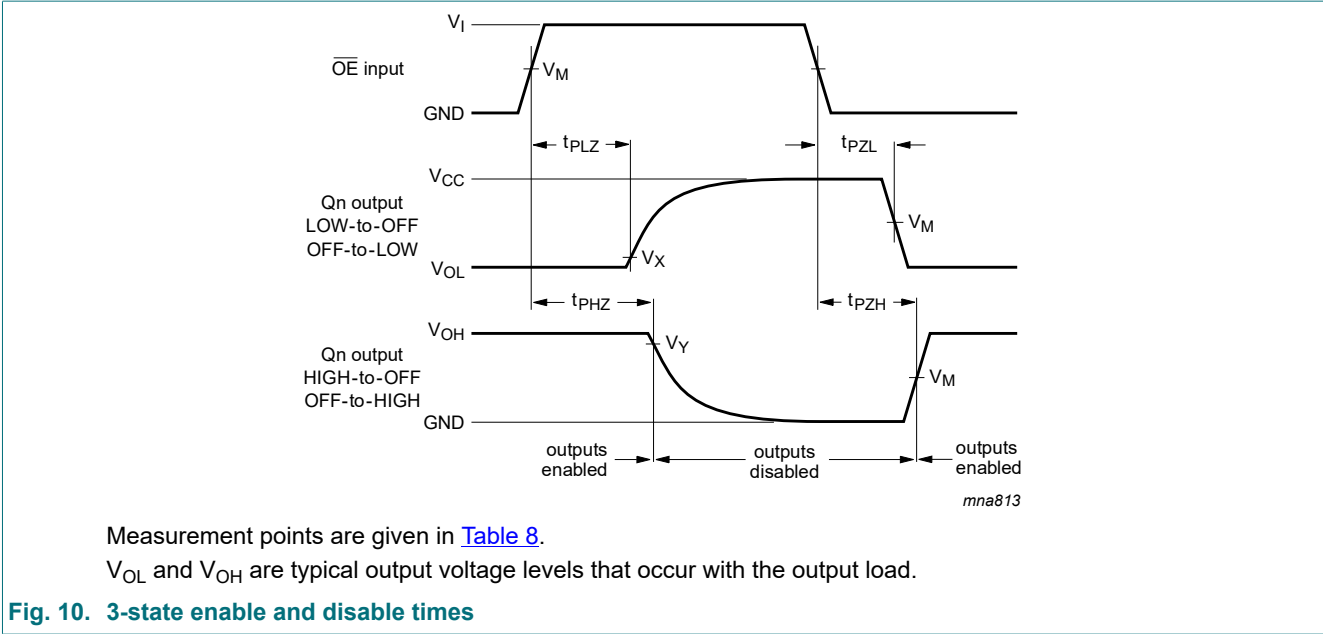 V_I
OE input
V_M
GND
t_PLZ
t_PZL
V_CC
Qn output
LOW-to-OFF
OFF-to-LOW
V_M
V_X
V_OL
t_PHZ
t_PZH
V_OH
V_Y
Qn output
HIGH-to-OFF
OFF-to-HIGH
V_M
GND
outputs
enabled
outputs
disabled
outputs
enabled
mna813
Measurement points are given in Table 8.
V_OL and V_OH are typical output voltage levels that occur with the output load.
Fig. 10. 3-state enable and disable times